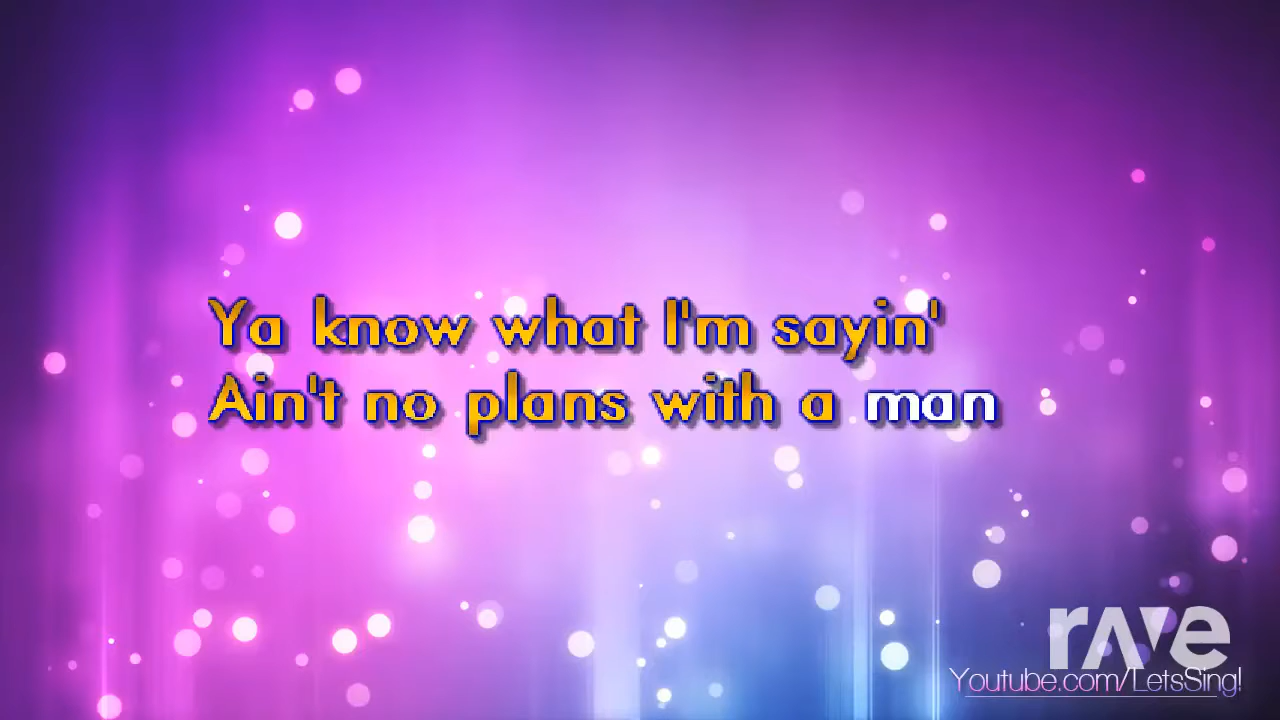 Ya know what I'm sayin'
Ain't no plans with a man
rave
Youtube.com/LetsSing!